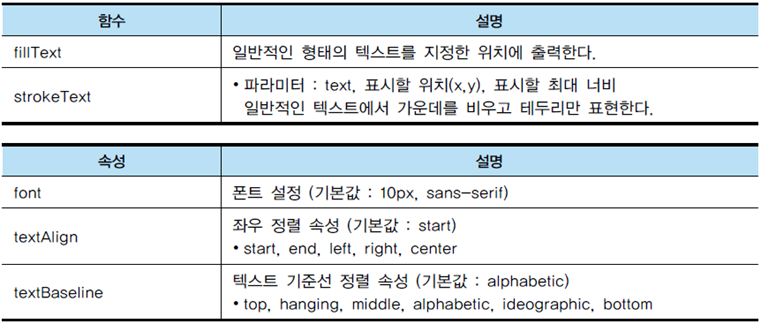 함수 설명
fillText 일반적인 형태의 텍스트를 지정한 위치에 출력한다.
strokeText •파라미터 : text, 표시할 위치(x,y), 표시할 최대 너비
일반적인 텍스트에서 가운데를 비우고 테두리만 표현한다.
속성 설명
font 폰트 설정 (기본값 : 10px, sans-serif)
textAlign 좌우 정렬 속성 (기본값 : start)
•start, end, left, right, center
textBaseline 텍스트 기준선 정렬 속성 (기본값 : alphabetic)
•top, hanging, middle, alphabetic, ideographic, bottom